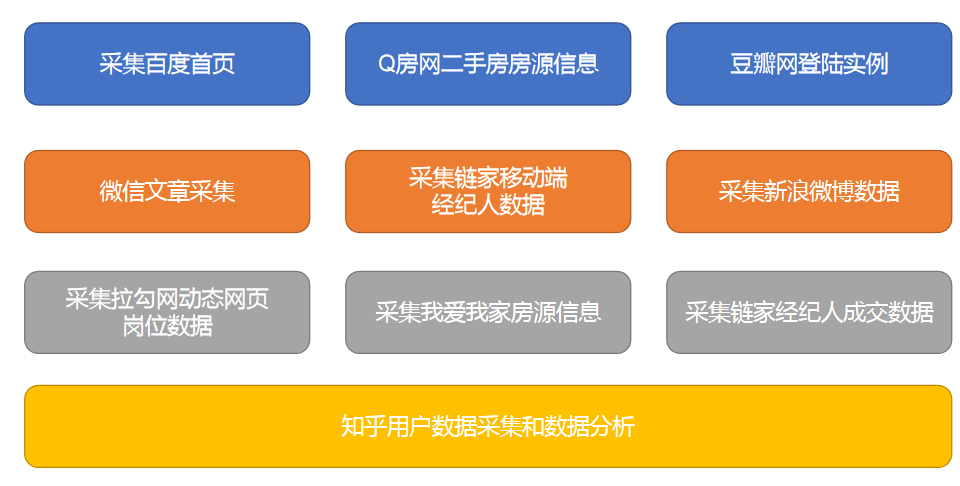 采集百度首页
Q房网二手房房源信息
豆瓣网登陆实例
微信文章采集
采集链家移动端
经纪人数据
采集新浪微博数据
采集拉勾网动态网页
岗位数据
采集我爱我家房源信息
采集链家经纪人成交数据
知乎用户数据采集和数据分析